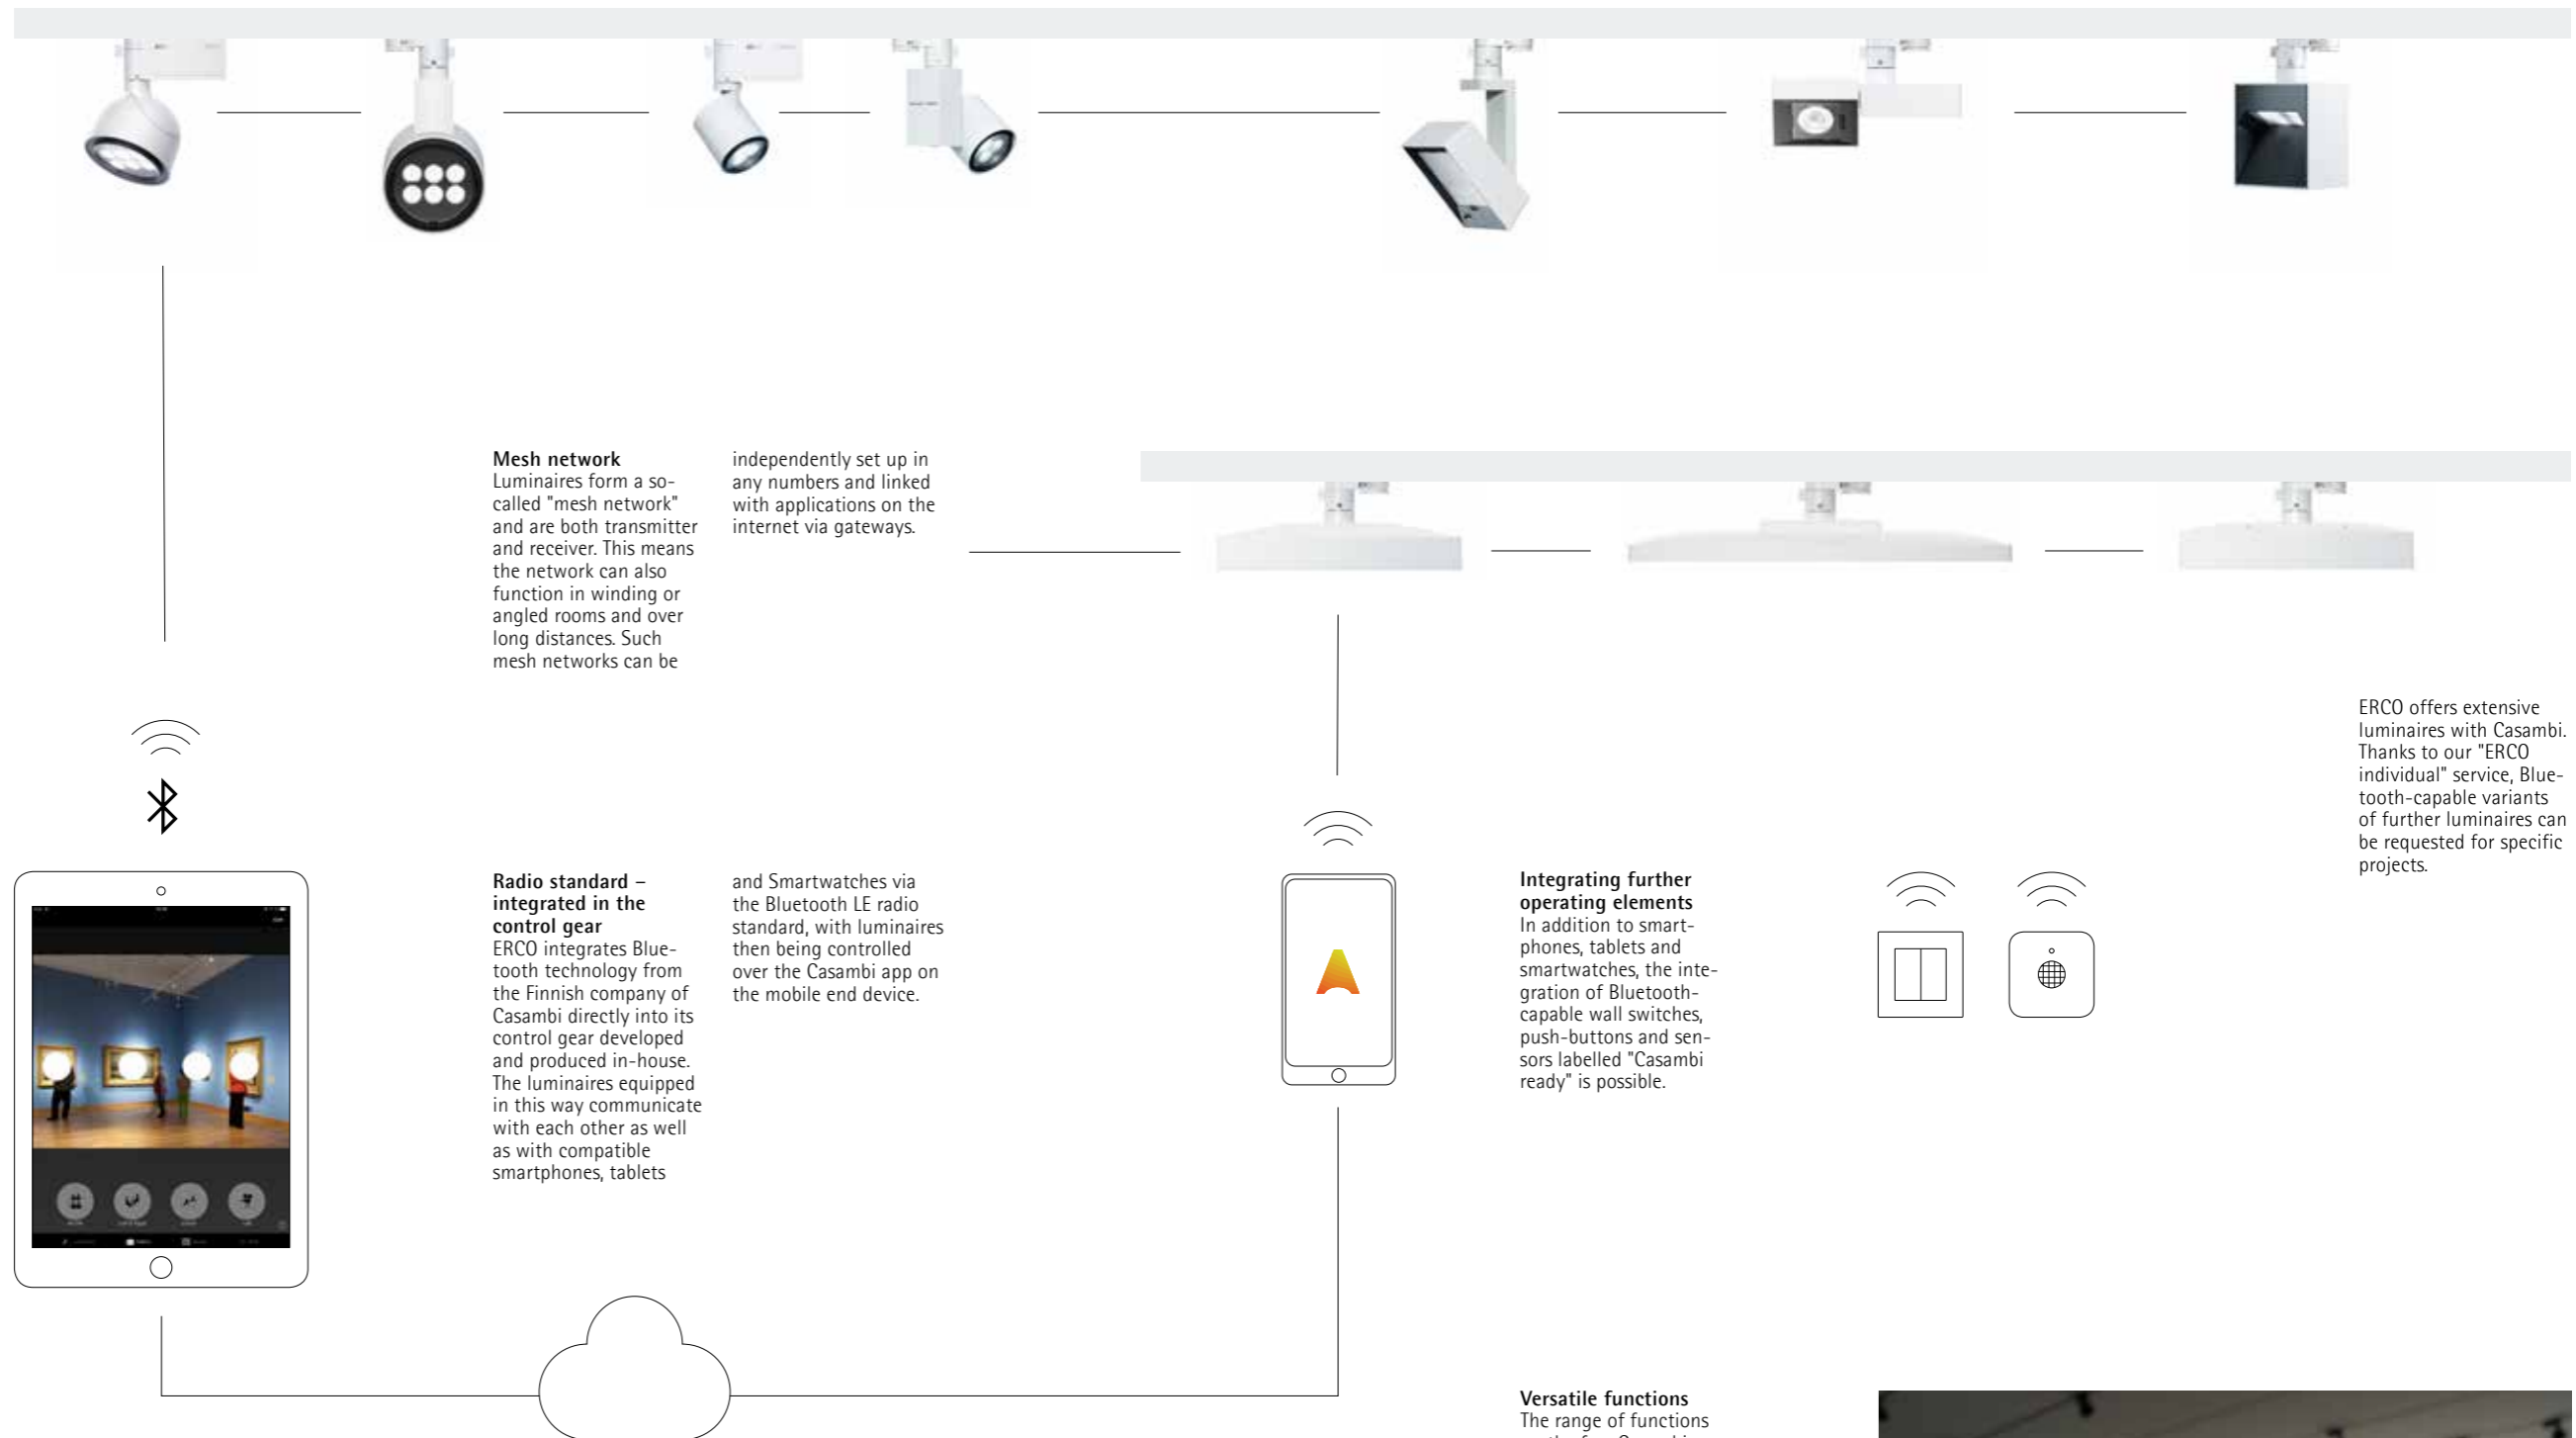 Mesh network
Luminaires form a so-
called "mesh network"
and are both transmitter
and receiver. This means
the network can also
function in winding or
angled rooms and over
long distances. Such
mesh networks can be
independently set up in
any numbers and linked
with applications on the
internet via gateways.
ERCO offers extensive
luminaires with Casambi.
Thanks to our "ERCO
individual" service, Blue-
tooth-capable variants
of further luminaires can
be requested for specific
projects.
Radio standard –
integrated in the
control gear
ERCO integrates Blue-
tooth technology from
the Finnish company of
Casambi directly into its
control gear developed
and produced in-house.
The luminaires equipped
in this way communicate
with each other as well
as with compatible
smartphones, tablets
and Smartwatches via
the Bluetooth LE radio
standard, with luminaires
then being controlled
over the Casambi app on
the mobile end device.
Integrating further
operating elements
In addition to smart-
phones, tablets and
smartwatches, the inte-
gration of Bluetooth-
capable wall switches,
push-buttons and sen-
sors labelled "Casambi
ready" is possible.
Versatile functions
The range of functions